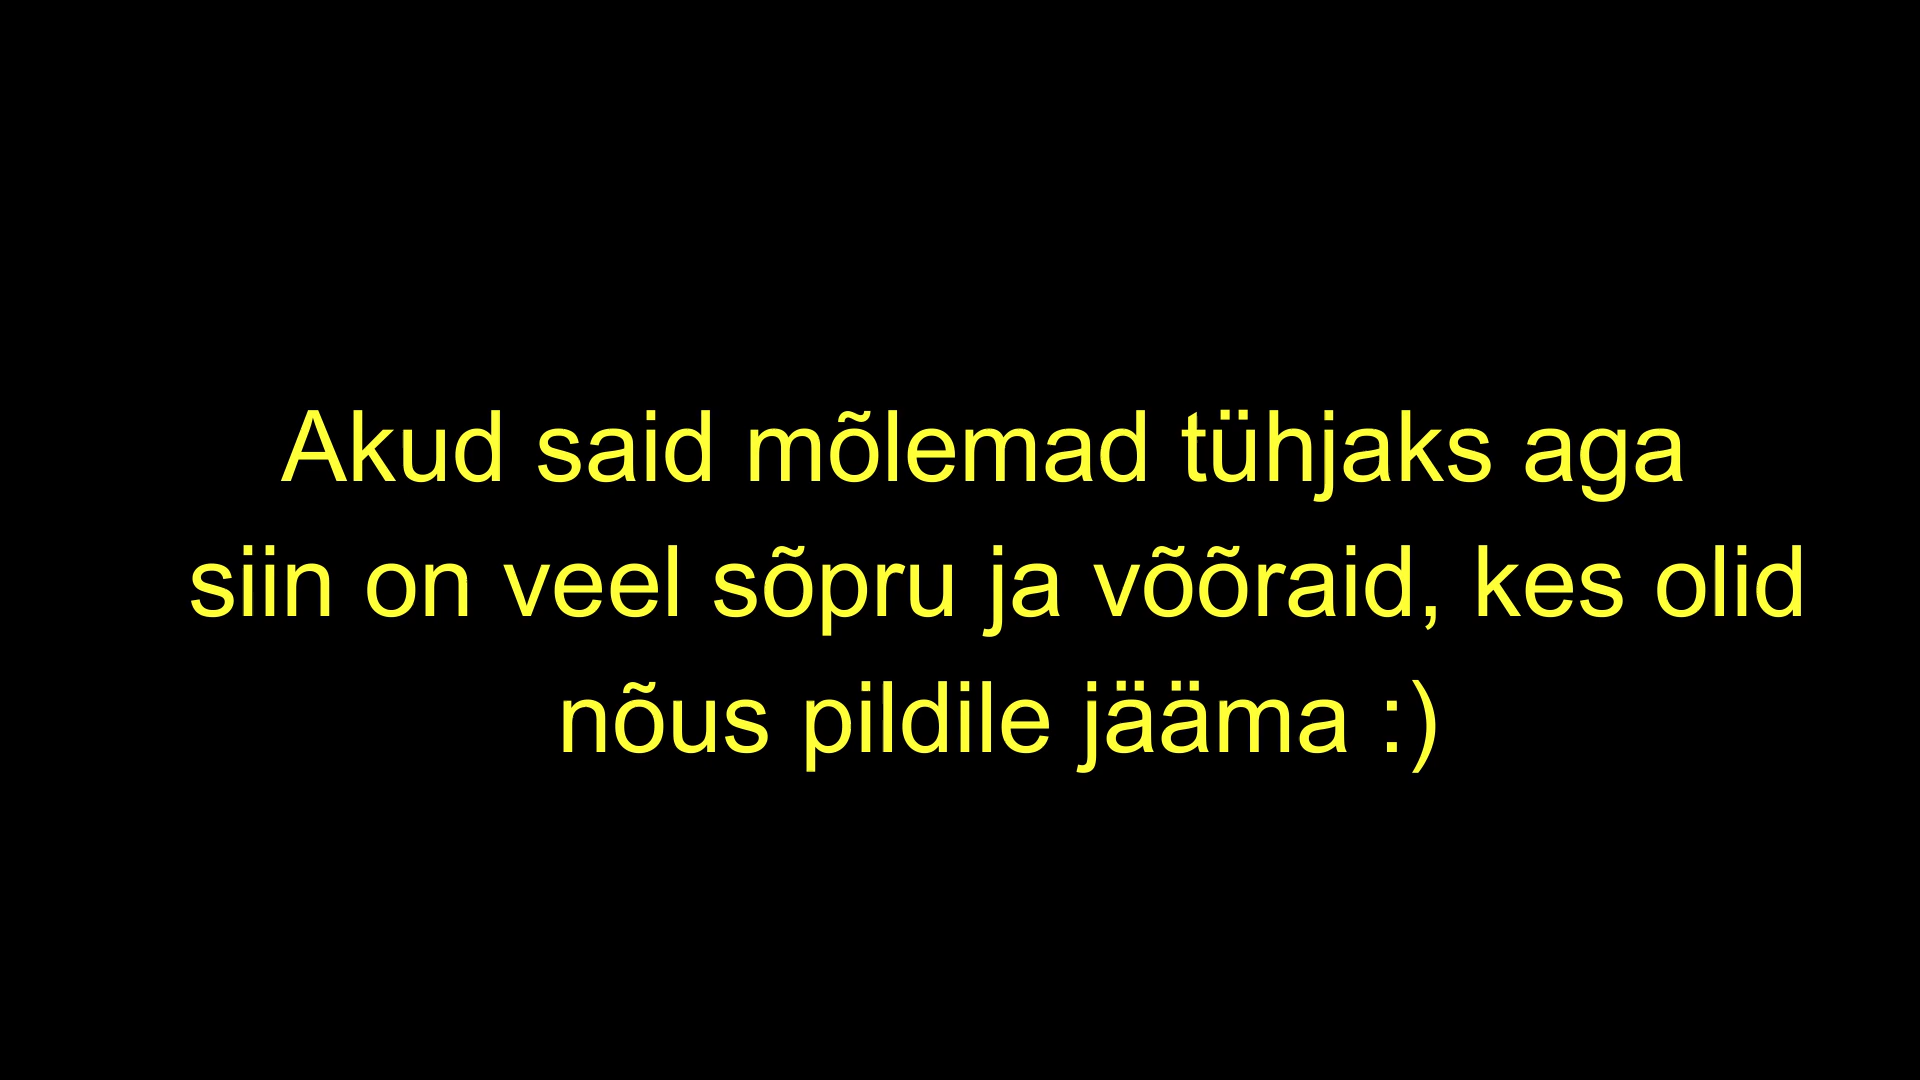 Akud said mõlemad tühjaks aga
siin on veel sõpru ja võõraid, kes olid
nõus pildile jääma :)